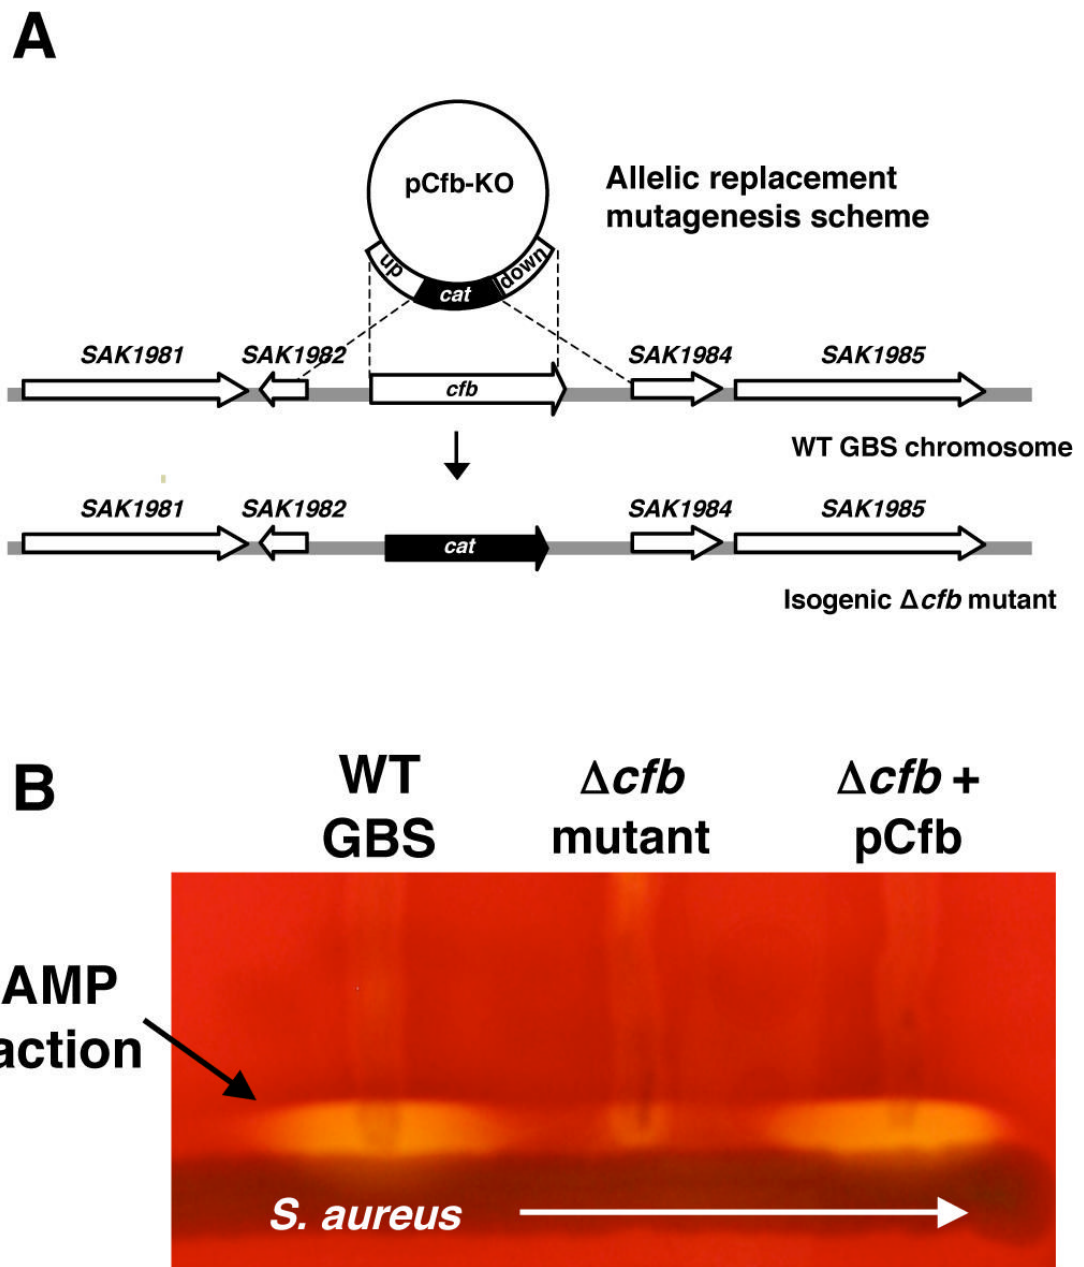 A
pCfb-KO
Allelic replacement
mutagenesis scheme
up
cat
down
SAK1981 SAK1982 SAK1984 SAK1985
cfb
WT GBS chromosome
SAK1981 SAK1982 SAK1984 SAK1985
cat
Isogenic Δcfb mutant
B
WT GBS
Δcfb mutant
Δcfb + pCfb
AMP
action
S. aureus